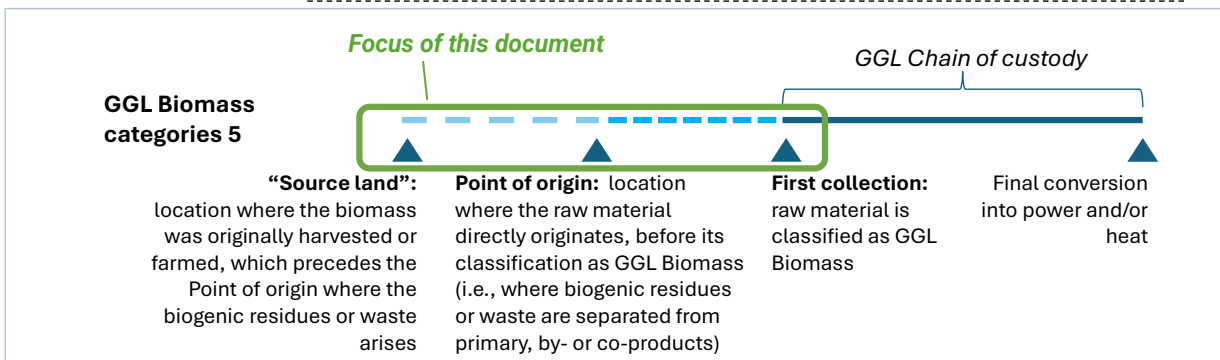 Focus of this document
GGL Chain of custody
GGL Biomass
categories 5
“Source land”:
location where the biomass
was originally harvested or
farmed, which precedes the
Point of origin where the
biogenic residues or waste
arises
Point of origin: location
where the raw material
directly originates, before its
classification as GGL Biomass
(i.e., where biogenic residues
or waste are separated from
primary, by- or co-products)
First collection:
raw material is
classified as GGL
Biomass
Final conversion
into power and/or
heat